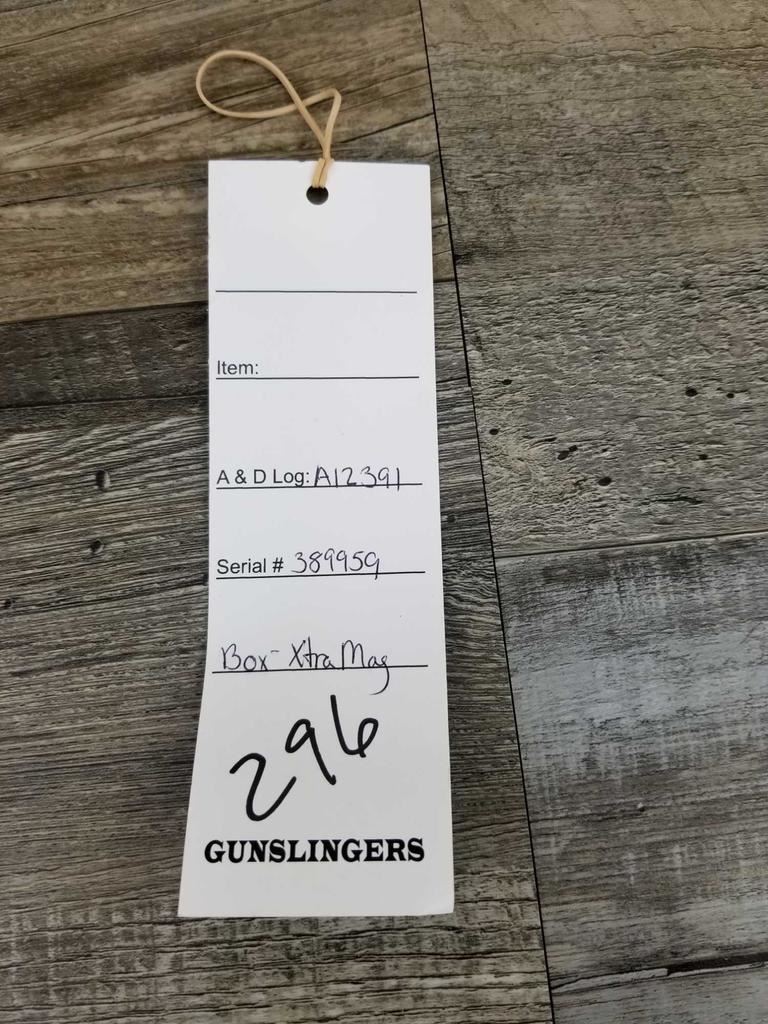 Item:
A & D Log: A12391
Serial # 389959
Box - Xtra Mag
296
GUNSLINGERS